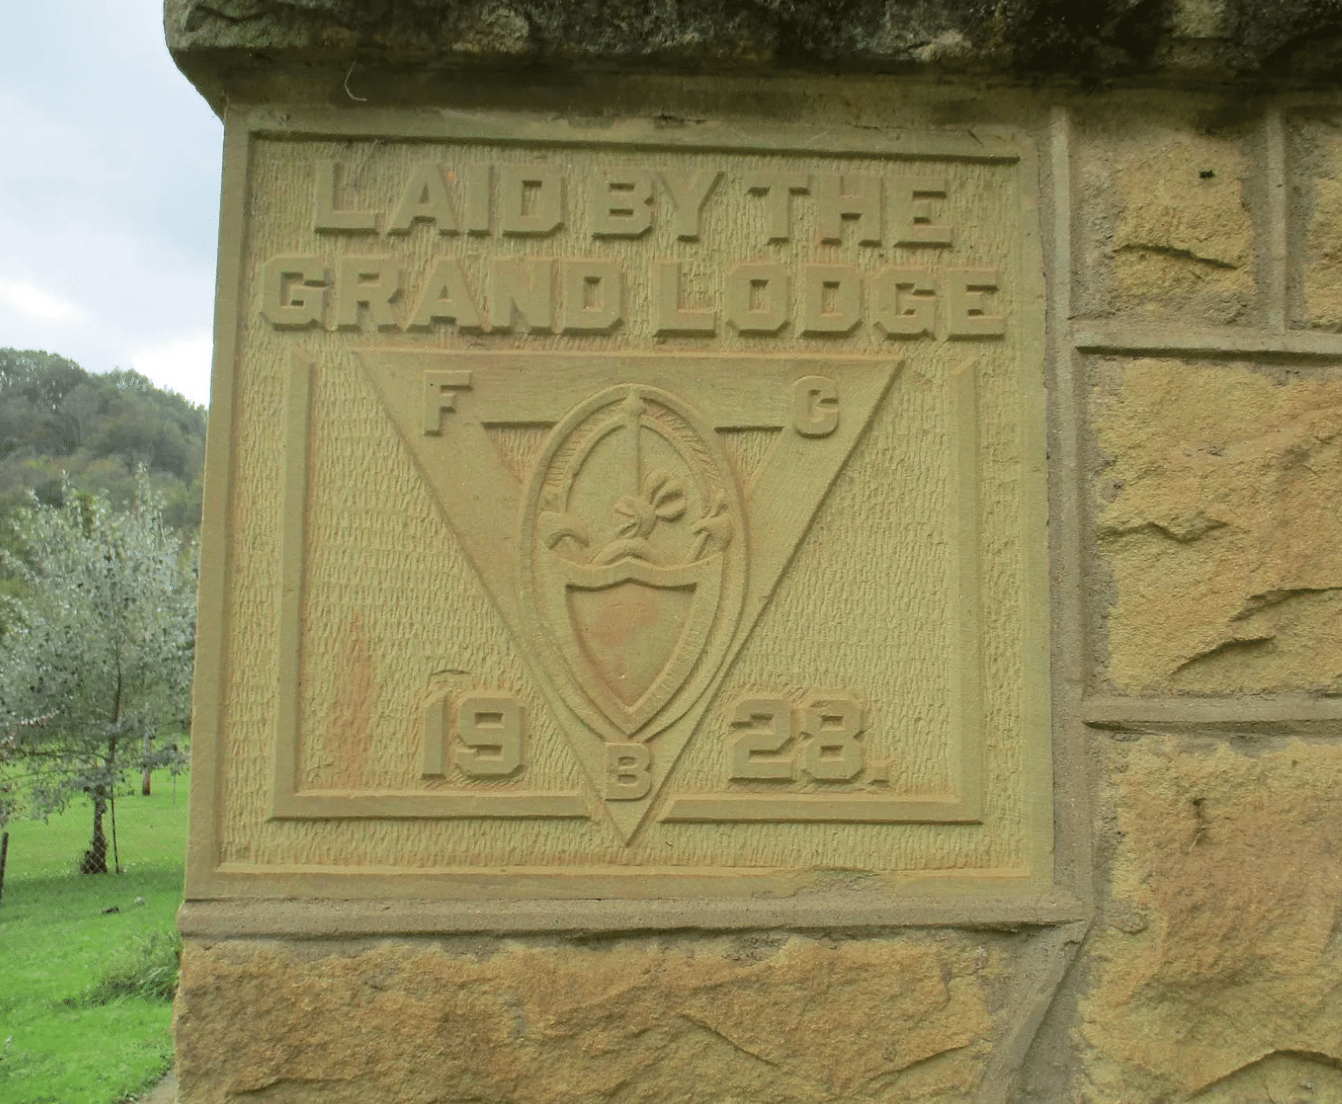 LAID BY THE
GRAND LODGE
F C
19 28.
B